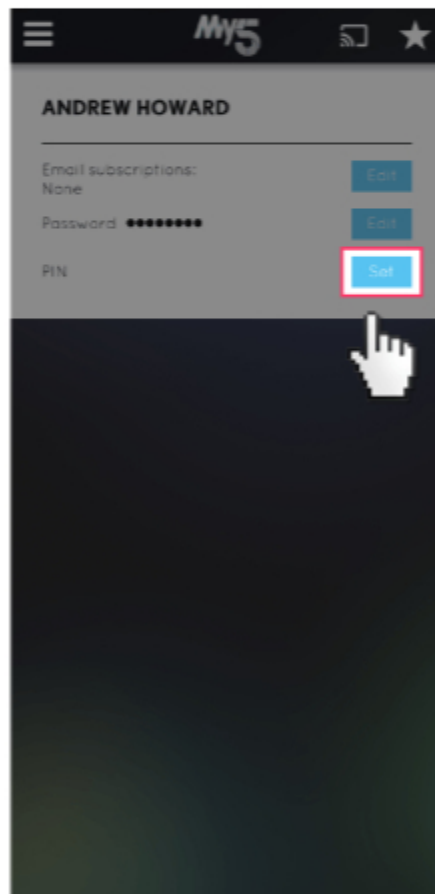 My5
ANDREW HOWARD
Email subscriptions:
None
Edit
Password ●●●●●●●●
Edit
PIN
Set